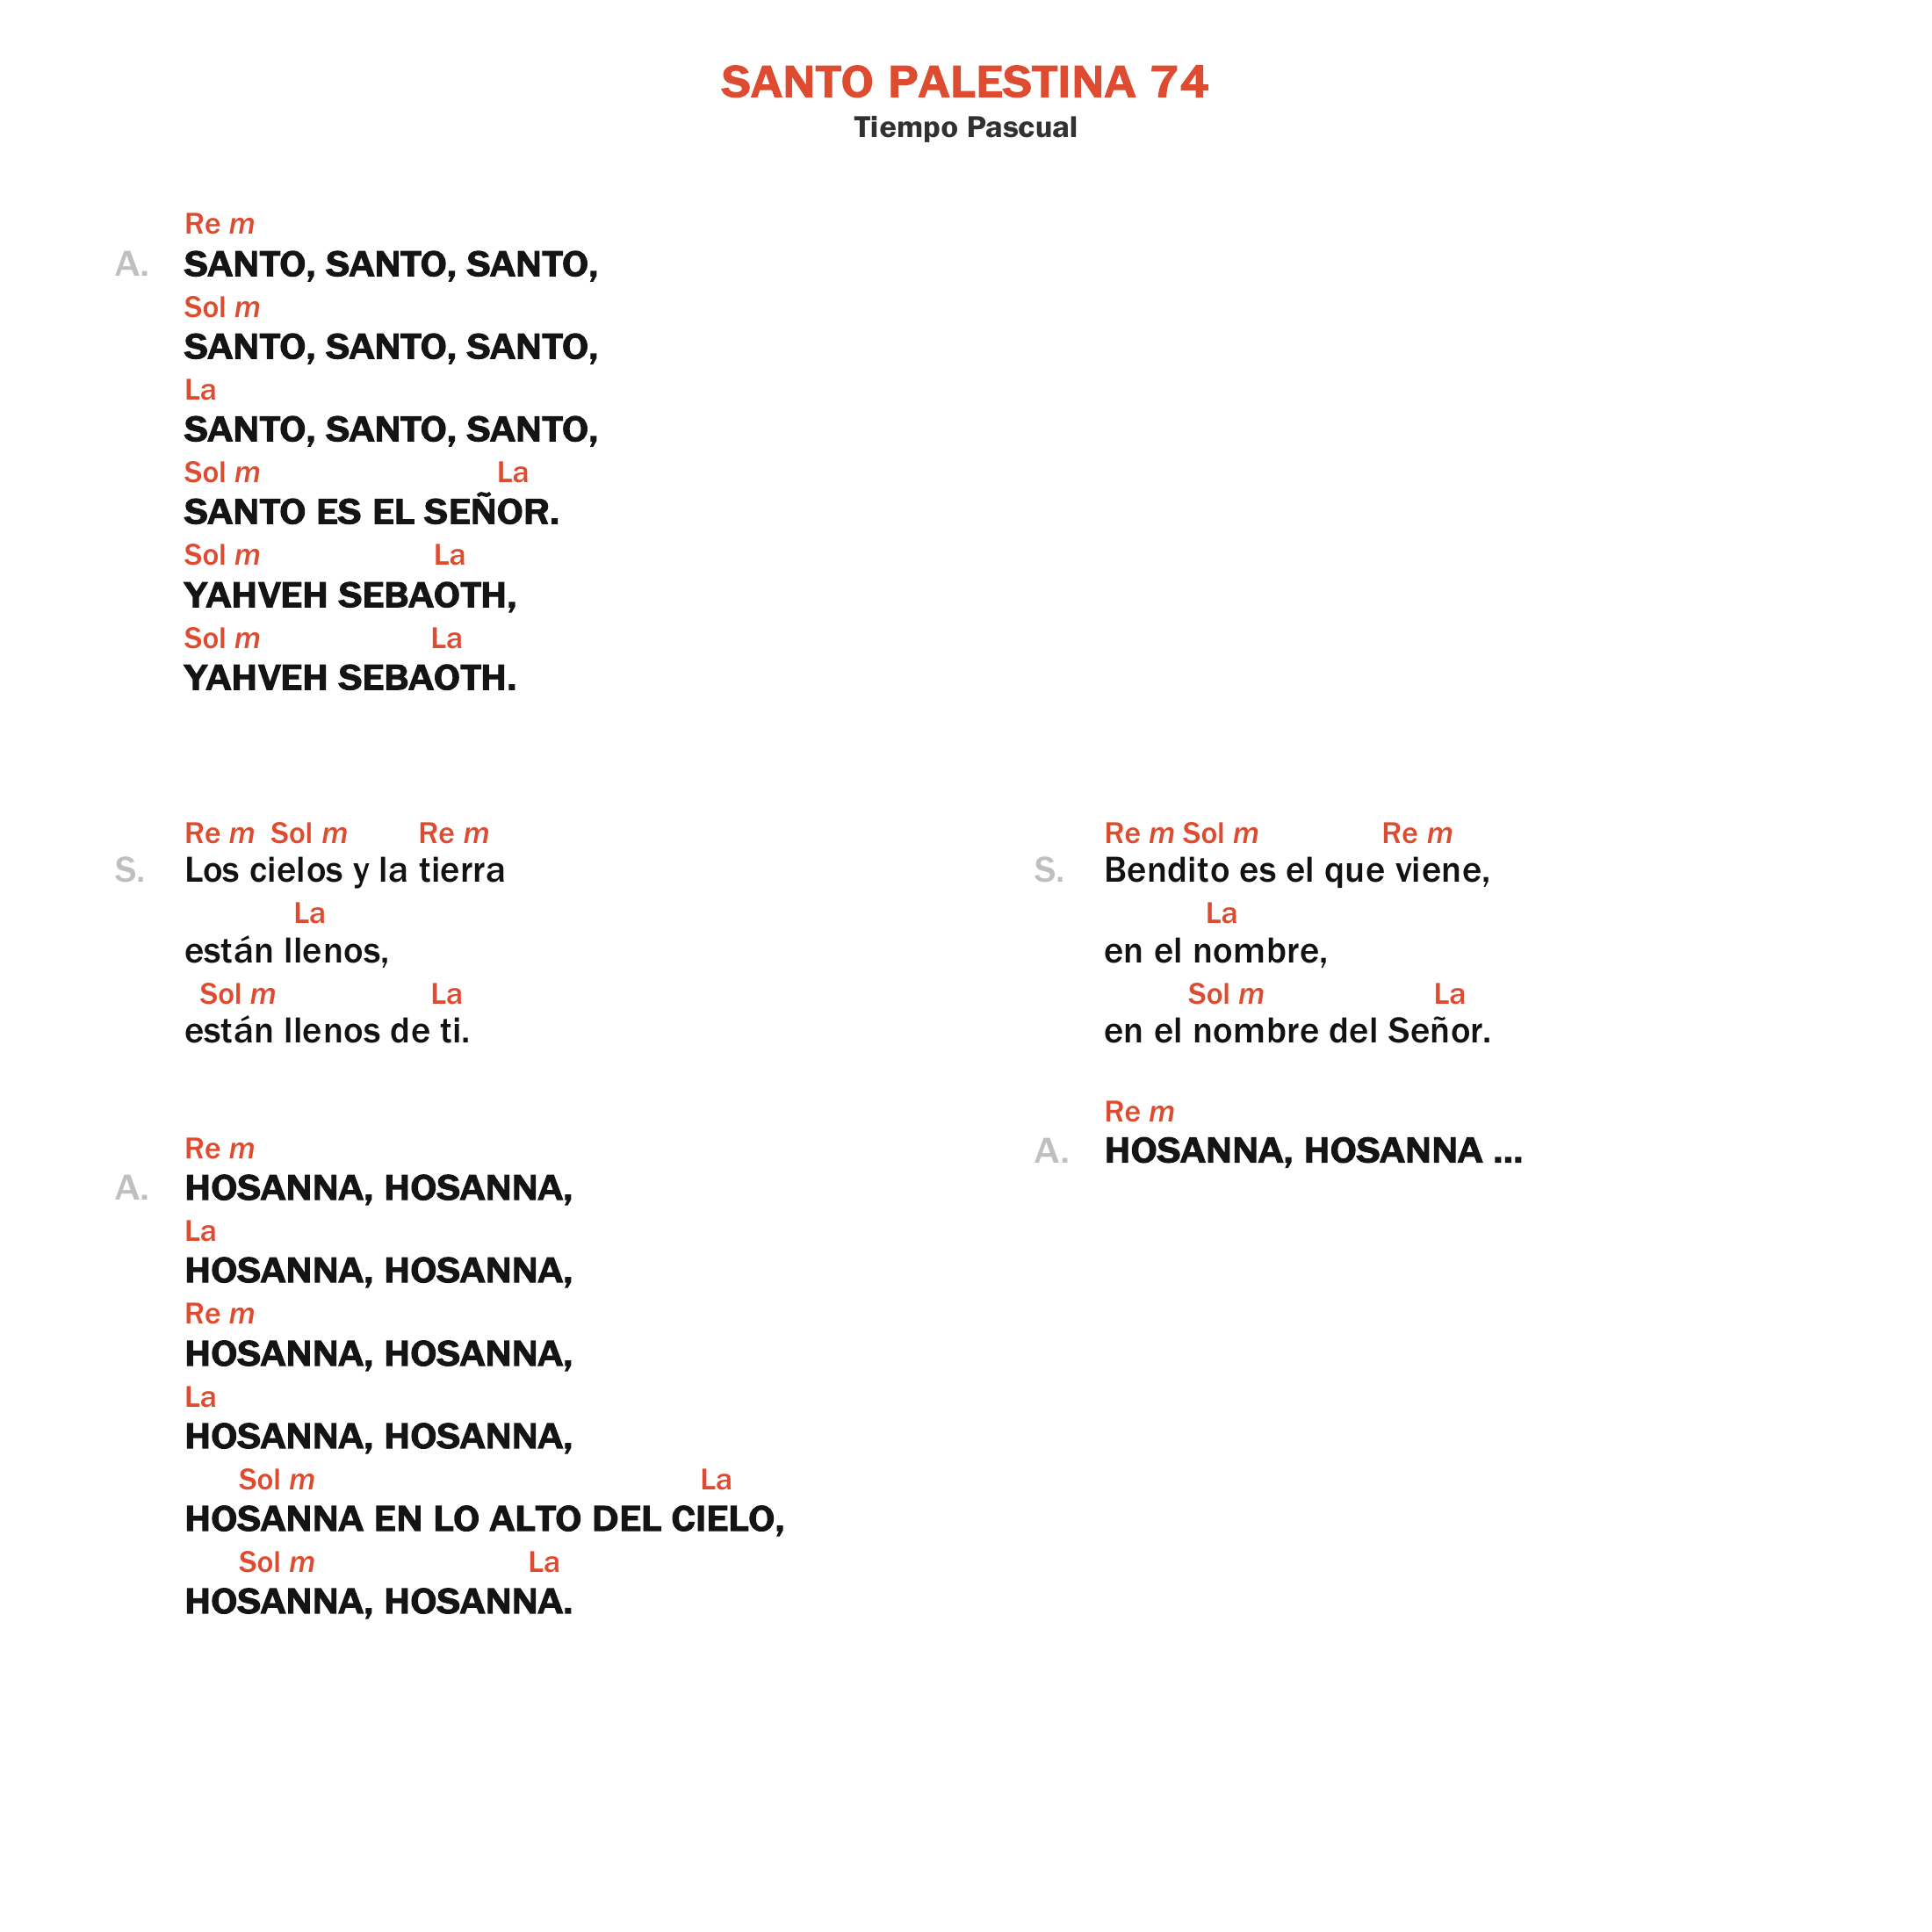 SANTO PALESTINA 74
Tiempo Pascual
Re m
A. SANTO, SANTO, SANTO,
Sol m
SANTO, SANTO, SANTO,
La
SANTO, SANTO, SANTO,
Sol m La
SANTO ES EL SEÑOR.
Sol m La
YAHVEH SEBAOTH,
Sol m La
YAHVEH SEBAOTH.
Re m Sol m Re m
S. Los cielos y la tierra
La
están llenos,
Sol m La
están llenos de ti.
Re m
A. HOSANNA, HOSANNA,
La
HOSANNA, HOSANNA,
Re m
HOSANNA, HOSANNA,
La
HOSANNA, HOSANNA,
Sol m La
HOSANNA EN LO ALTO DEL CIELO,
Sol m La
HOSANNA, HOSANNA.
Re m Sol m Re m
S. Bendito es el que viene,
La
en el nombre,
Sol m La
en el nombre del Señor.
Re m
A. HOSANNA, HOSANNA ...